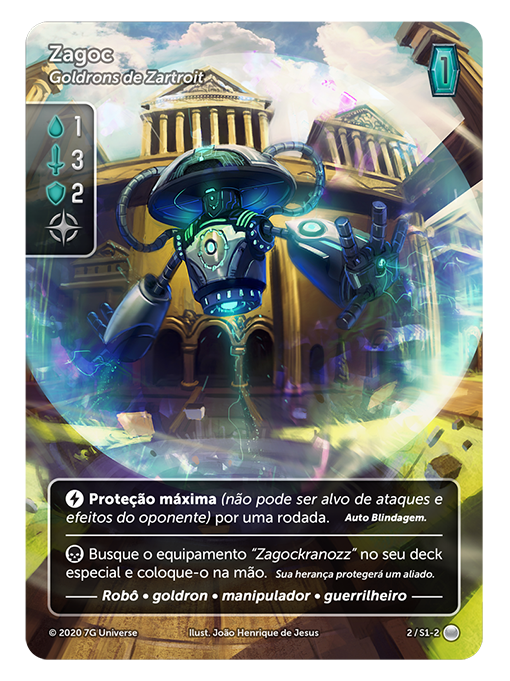 Zagoc
Goldrons de Zartroit
1
1
3
2
Proteção máxima (não pode ser alvo de ataques e
efeitos do oponente) por uma rodada. Auto Blindagem.
Busque o equipamento "Zagockranozz" no seu deck
especial e coloque-o na mão. Sua herança protegerá um aliado.
Robô • goldron • manipulador • guerrilheiro
© 2020 7G Universe Ilust. João Henrique de Jesus 2 / S1-2